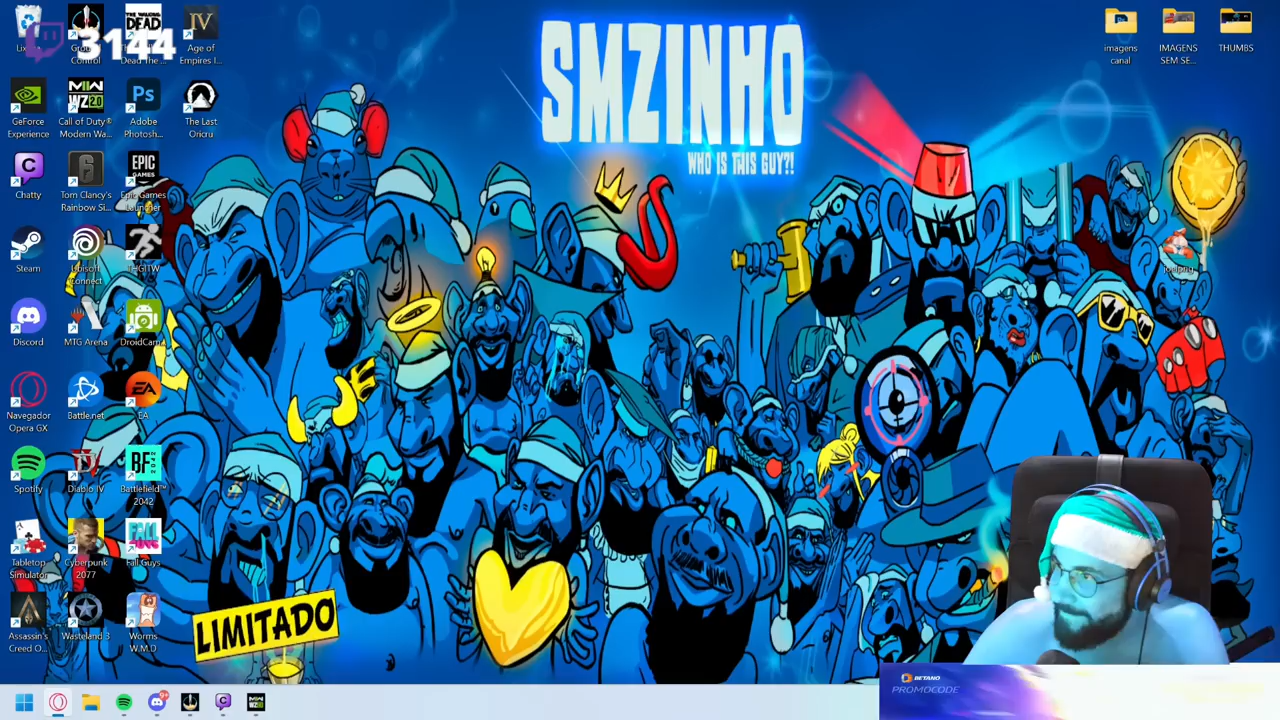 3144
SMZINHO
WHO IS THIS GUY?!
Age of
Empires I...
imagens
canal
IMAGENS
SEM SE...
THUMBS
GeForce
Experience
Call of Duty®
Modern Wa...
Adobe
Photosh...
The Last
Oricru
Chatty
Tom Clancy's
Rainbow Si...
EPIC
GAMES
Epic Games
Launcher
Steam
Ubisoft
Connect
THGITW
Discord
MTG Arena
DroidCam
Navegador
Opera GX
Battle.net
EA
Spotify
Diablo IV
Battlefield™
2042
Tabletop
Simulator
Cyberpunk
2077
Fall Guys
Assassin's
Creed O...
Wasteland 3
Worms
W.M.D
LIMITADO
BETANO
PROMOCODE